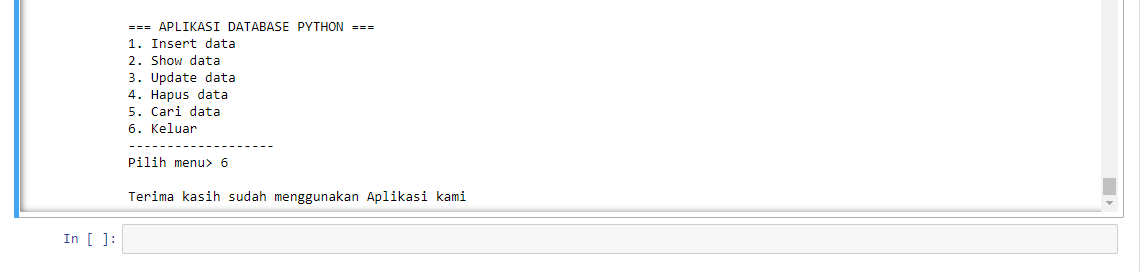 === APLIKASI DATABASE PYTHON ===
1. Insert data
2. Show data
3. Update data
4. Hapus data
5. Cari data
6. Keluar
-------------------
Pilih menu> 6
Terima kasih sudah menggunakan Aplikasi kami
In [ ]: